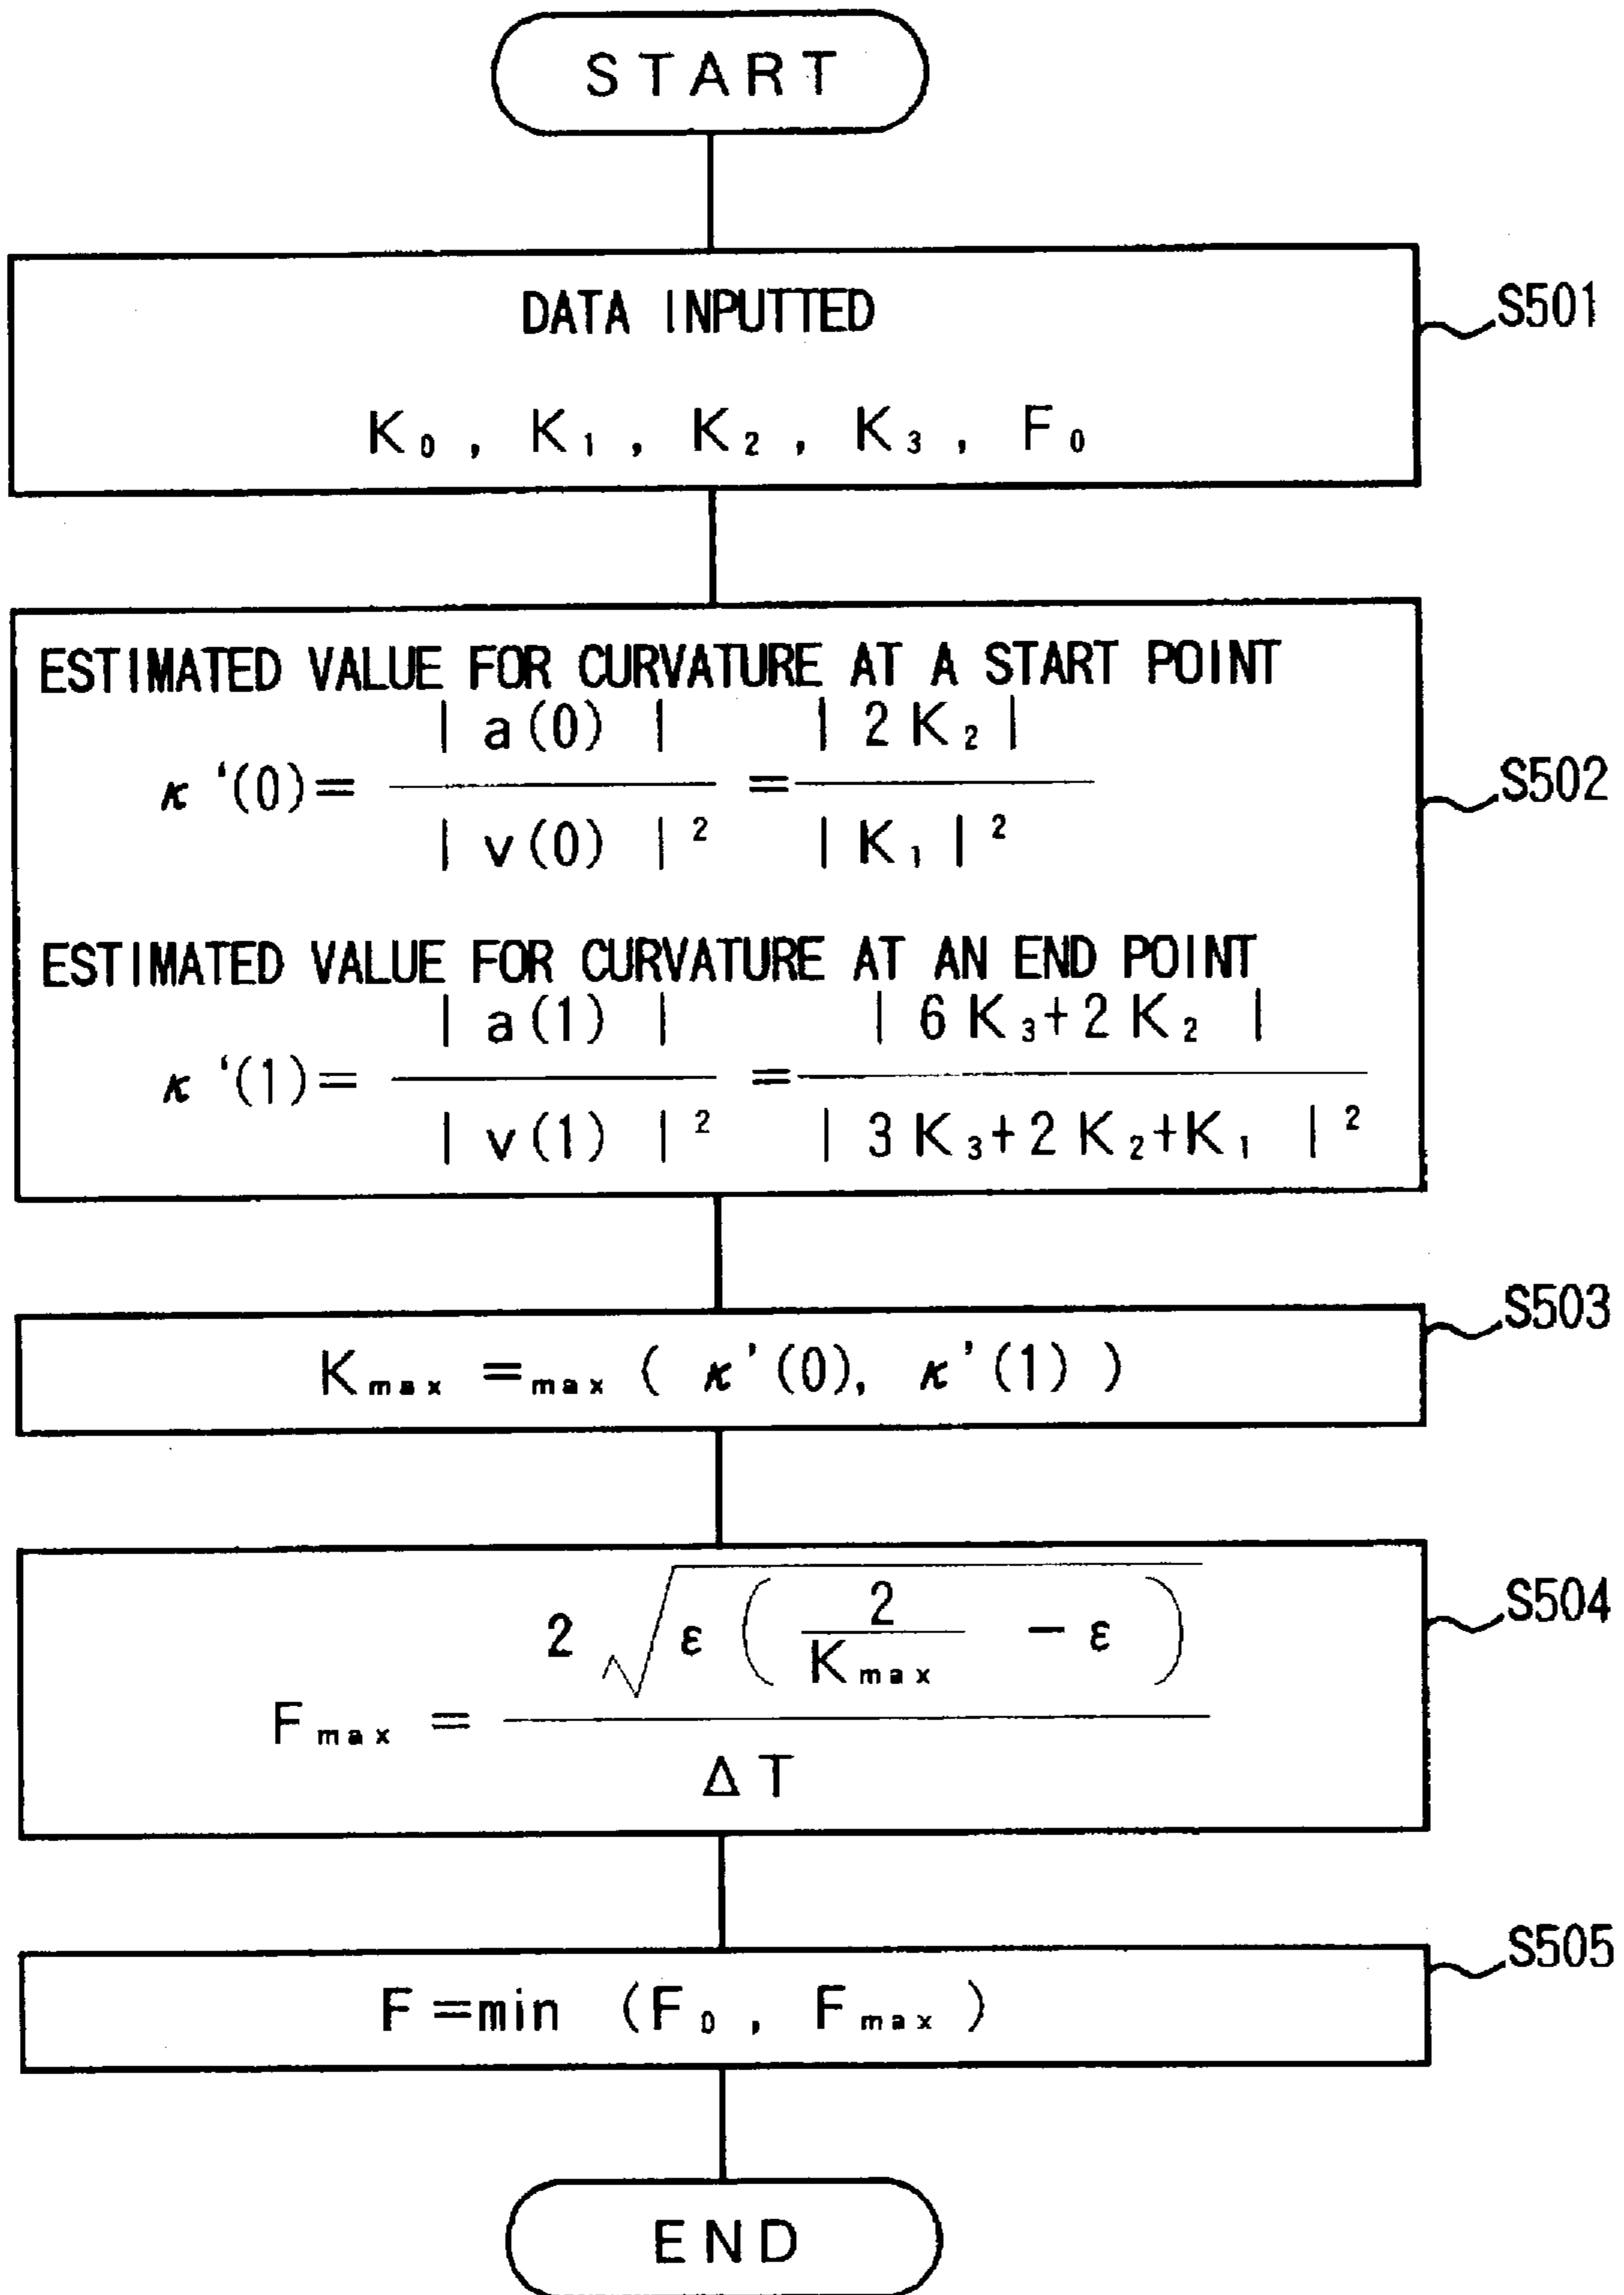 START
DATA INPUTTED
S501
K₀ , K₁ , K₂ , K₃ , F₀
ESTIMATED VALUE FOR CURVATURE AT A START POINT
κ'(0)= | a(0) | / | v(0) |² = | 2K₂ | / | K₁ |²
S502
ESTIMATED VALUE FOR CURVATURE AT AN END POINT
κ'(1)= | a(1) | / | v(1) |² = | 6K₃+2K₂ | / | 3K₃+2K₂+K₁ |²
S503
Kmax =max ( κ'(0), κ'(1) )
S504
Fmax = 2√(ε(2/Kmax − ε)) / ΔT
S505
F=min (F₀ , Fmax )
END